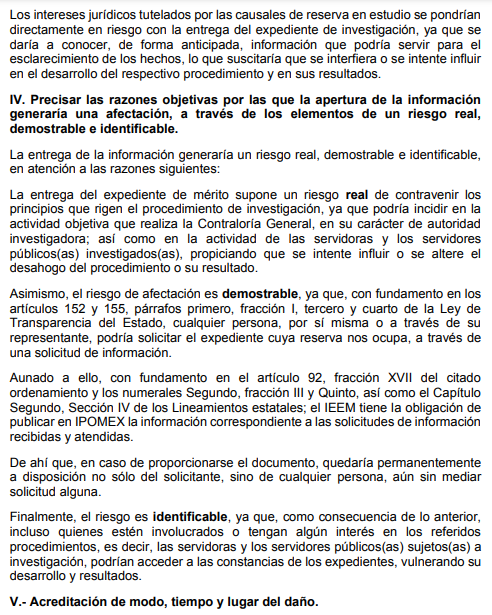 Los intereses jurídicos tutelados por las causales de reserva en estudio se pondrían
directamente en riesgo con la entrega del expediente de investigación, ya que se
daría a conocer, de forma anticipada, información que podría servir para el
esclarecimiento de los hechos, lo que suscitaría que se interfiera o se intente influir
en el desarrollo del respectivo procedimiento y en sus resultados.
IV. Precisar las razones objetivas por las que la apertura de la información
generaría una afectación, a través de los elementos de un riesgo real,
demostrable e identificable.
La entrega de la información generaría un riesgo real, demostrable e identificable,
en atención a las razones siguientes:
La entrega del expediente de mérito supone un riesgo real de contravenir los
principios que rigen el procedimiento de investigación, ya que podría incidir en la
actividad objetiva que realiza la Contraloría General, en su carácter de autoridad
investigadora; así como en la actividad de las servidoras y los servidores
públicos(as) investigados(as), propiciando que se intente influir o se altere el
desahogo del procedimiento o su resultado.
Asimismo, el riesgo de afectación es demostrable, ya que, con fundamento en los
artículos 152 y 155, párrafos primero, fracción I, tercero y cuarto de la Ley de
Transparencia del Estado, cualquier persona, por sí misma o a través de su
representante, podría solicitar el expediente cuya reserva nos ocupa, a través de
una solicitud de información.
Aunado a ello, con fundamento en el artículo 92, fracción XVII del citado
ordenamiento y los numerales Segundo, fracción III y Quinto, así como el Capítulo
Segundo, Sección IV de los Lineamientos estatales; el IEEM tiene la obligación de
publicar en IPOMEX la información correspondiente a las solicitudes de información
recibidas y atendidas.
De ahí que, en caso de proporcionarse el documento, quedaría permanentemente
a disposición no sólo del solicitante, sino de cualquier persona, aún sin mediar
solicitud alguna.
Finalmente, el riesgo es identificable, ya que, como consecuencia de lo anterior,
incluso quienes estén involucrados o tengan algún interés en los referidos
procedimientos, es decir, las servidoras y los servidores públicos(as) sujetos(as) a
investigación, podrían acceder a las constancias de los expedientes, vulnerando su
desarrollo y resultados.
V.- Acreditación de modo, tiempo y lugar del daño.